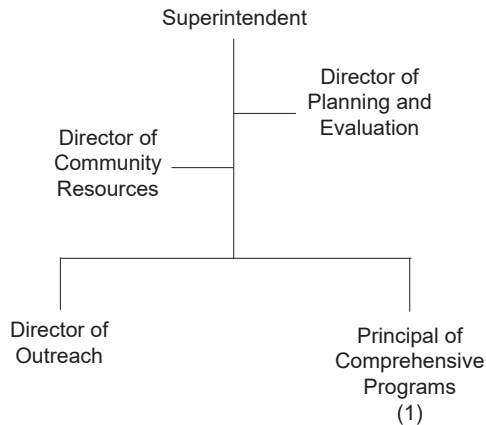 Superintendent
Director of
Planning and
Evaluation
Director of
Community
Resources
Director of
Outreach
Principal of
Comprehensive
Programs
(1)